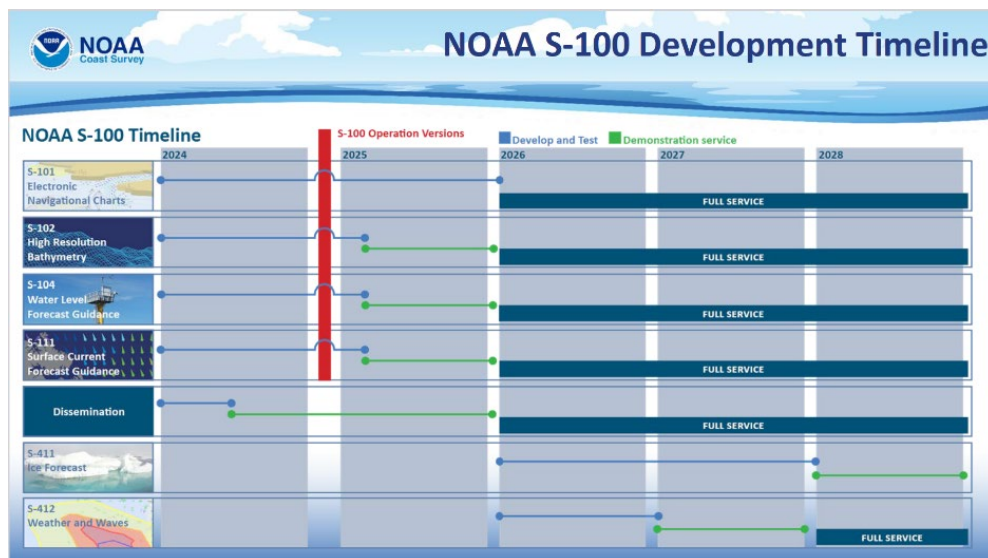 NOAA
NOAA
Coast Survey
NOAA S-100 Development Timeline
NOAA S-100 Timeline
S-100 Operation Versions
Develop and Test
Demonstration service
2024
2025
2026
2027
2028
S-101
Electronic
Navigational Charts
FULL SERVICE
S-102
High Resolution
Bathymetry
FULL SERVICE
S-104
Water Level
Forecast Guidance
FULL SERVICE
S-111
Surface Current
Forecast Guidance
FULL SERVICE
Dissemination
FULL SERVICE
S-411
Ice Forecast
S-412
Weather and Waves
FULL SERVICE